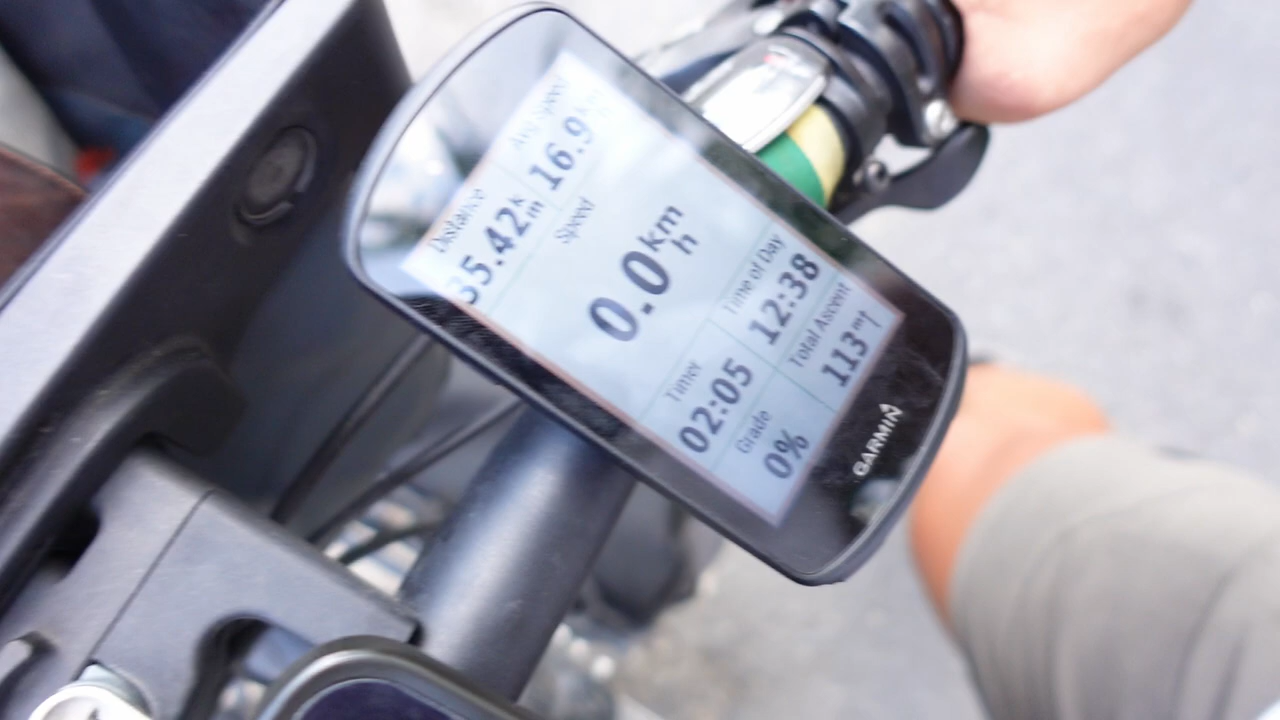 Distance
35.42 km
Avg Speed
16.9 km
Speed
0.0 km h
Timer
02:05
Time of Day
12:38
Grade
0%
Total Ascent
113 m
GARMIN